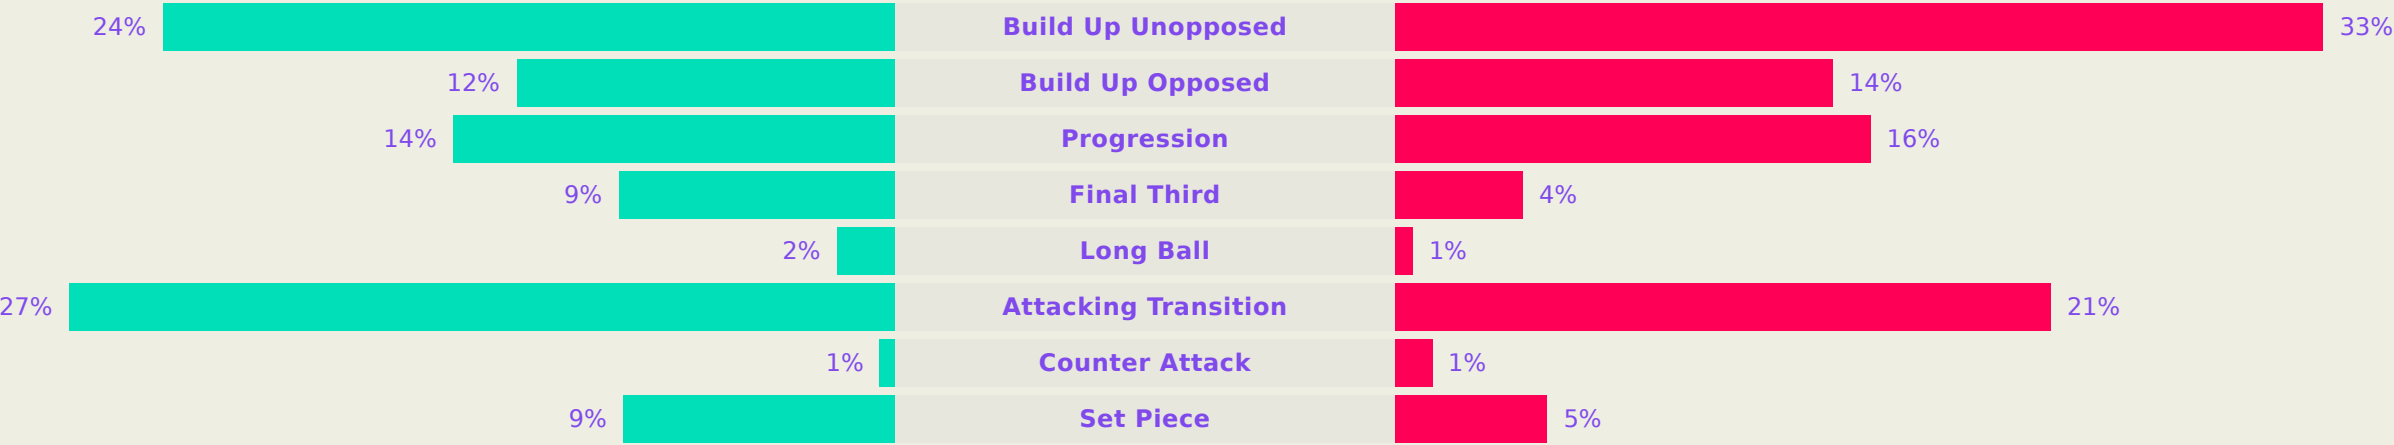 24% Build Up Unopposed 33%
12% Build Up Opposed 14%
14% Progression 16%
9% Final Third 4%
2% Long Ball 1%
27% Attacking Transition 21%
1% Counter Attack 1%
9% Set Piece 5%